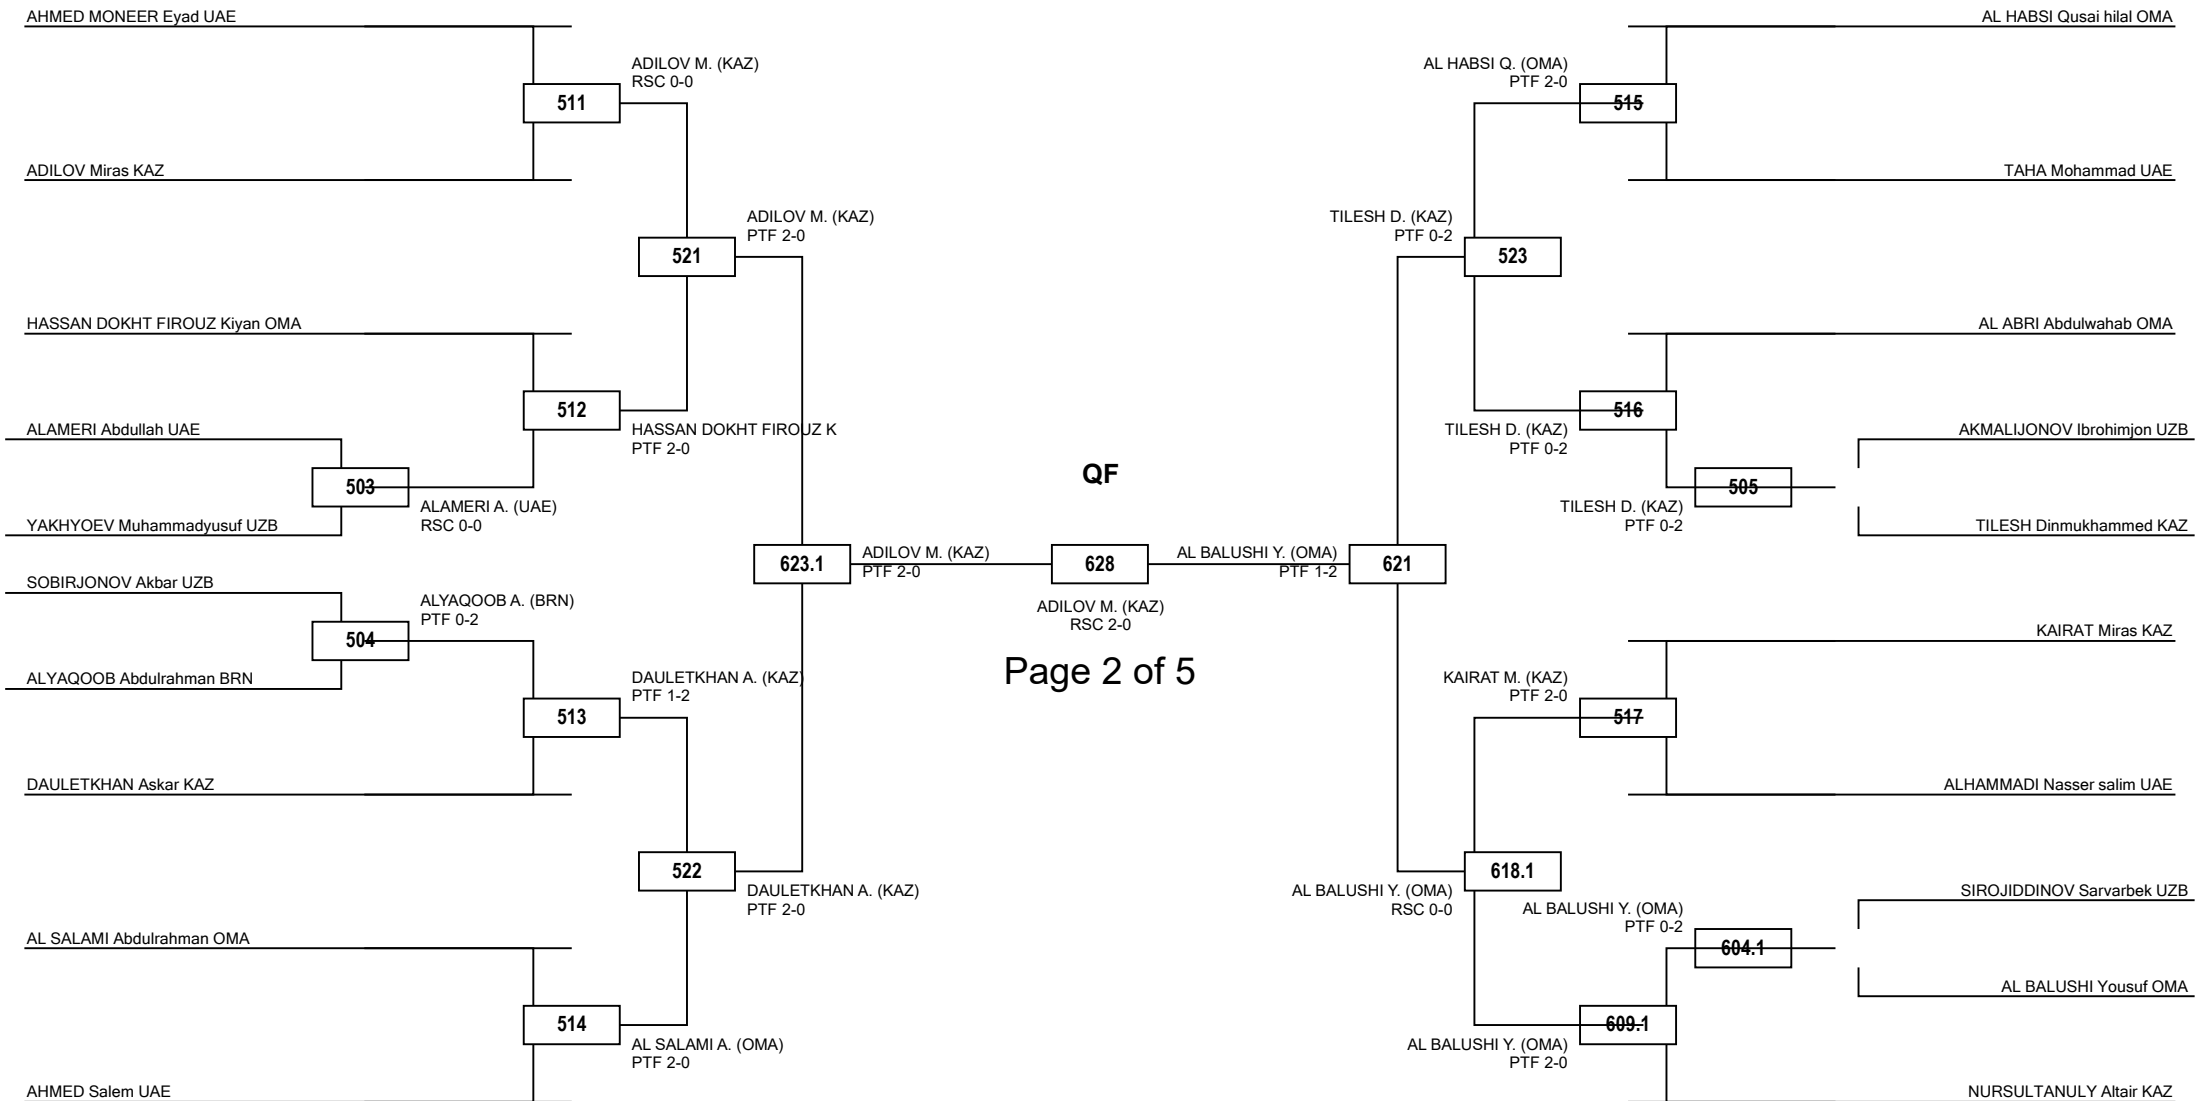 AHMED MONEER Eyad UAE
ADILOV M. (KAZ)
RSC 0-0
511
ADILOV Miras KAZ
ADILOV M. (KAZ)
PTF 2-0
521
HASSAN DOKHT FIROUZ Kiyan OMA
512
HASSAN DOKHT FIROUZ K
PTF 2-0
ALAMERI Abdullah UAE
503
ALAMERI A. (UAE)
RSC 0-0
YAKHYOEV Muhammadyusuf UZB
623.1
ADILOV M. (KAZ)
PTF 2-0
SOBIRJONOV Akbar UZB
ALYAQOOB A. (BRN)
PTF 0-2
504
ALYAQOOB Abdulrahman BRN
DAULETKHAN A. (KAZ)
PTF 1-2
513
DAULETKHAN Askar KAZ
522
DAULETKHAN A. (KAZ)
PTF 2-0
AL SALAMI Abdulrahman OMA
514
AL SALAMI A. (OMA)
PTF 2-0
AHMED Salem UAE
QF
628
ADILOV M. (KAZ)
RSC 2-0
Page 2 of 5
AL HABSI Qusai hilal OMA
AL HABSI Q. (OMA)
PTF 2-0
515
TAHA Mohammad UAE
TILESH D. (KAZ)
PTF 0-2
523
AL ABRI Abdulwahab OMA
516
TILESH D. (KAZ)
PTF 0-2
AKMALIJONOV Ibrohimjon UZB
505
TILESH D. (KAZ)
PTF 0-2
TILESH Dinmukhammed KAZ
AL BALUSHI Y. (OMA)
PTF 1-2
621
KAIRAT Miras KAZ
KAIRAT M. (KAZ)
PTF 2-0
517
ALHAMMADI Nasser salim UAE
618.1
AL BALUSHI Y. (OMA)
RSC 0-0
SIROJIDDINOV Sarvarbek UZB
AL BALUSHI Y. (OMA)
PTF 0-2
604.1
AL BALUSHI Yousuf OMA
609.1
AL BALUSHI Y. (OMA)
PTF 2-0
NURSULTANULY Altair KAZ